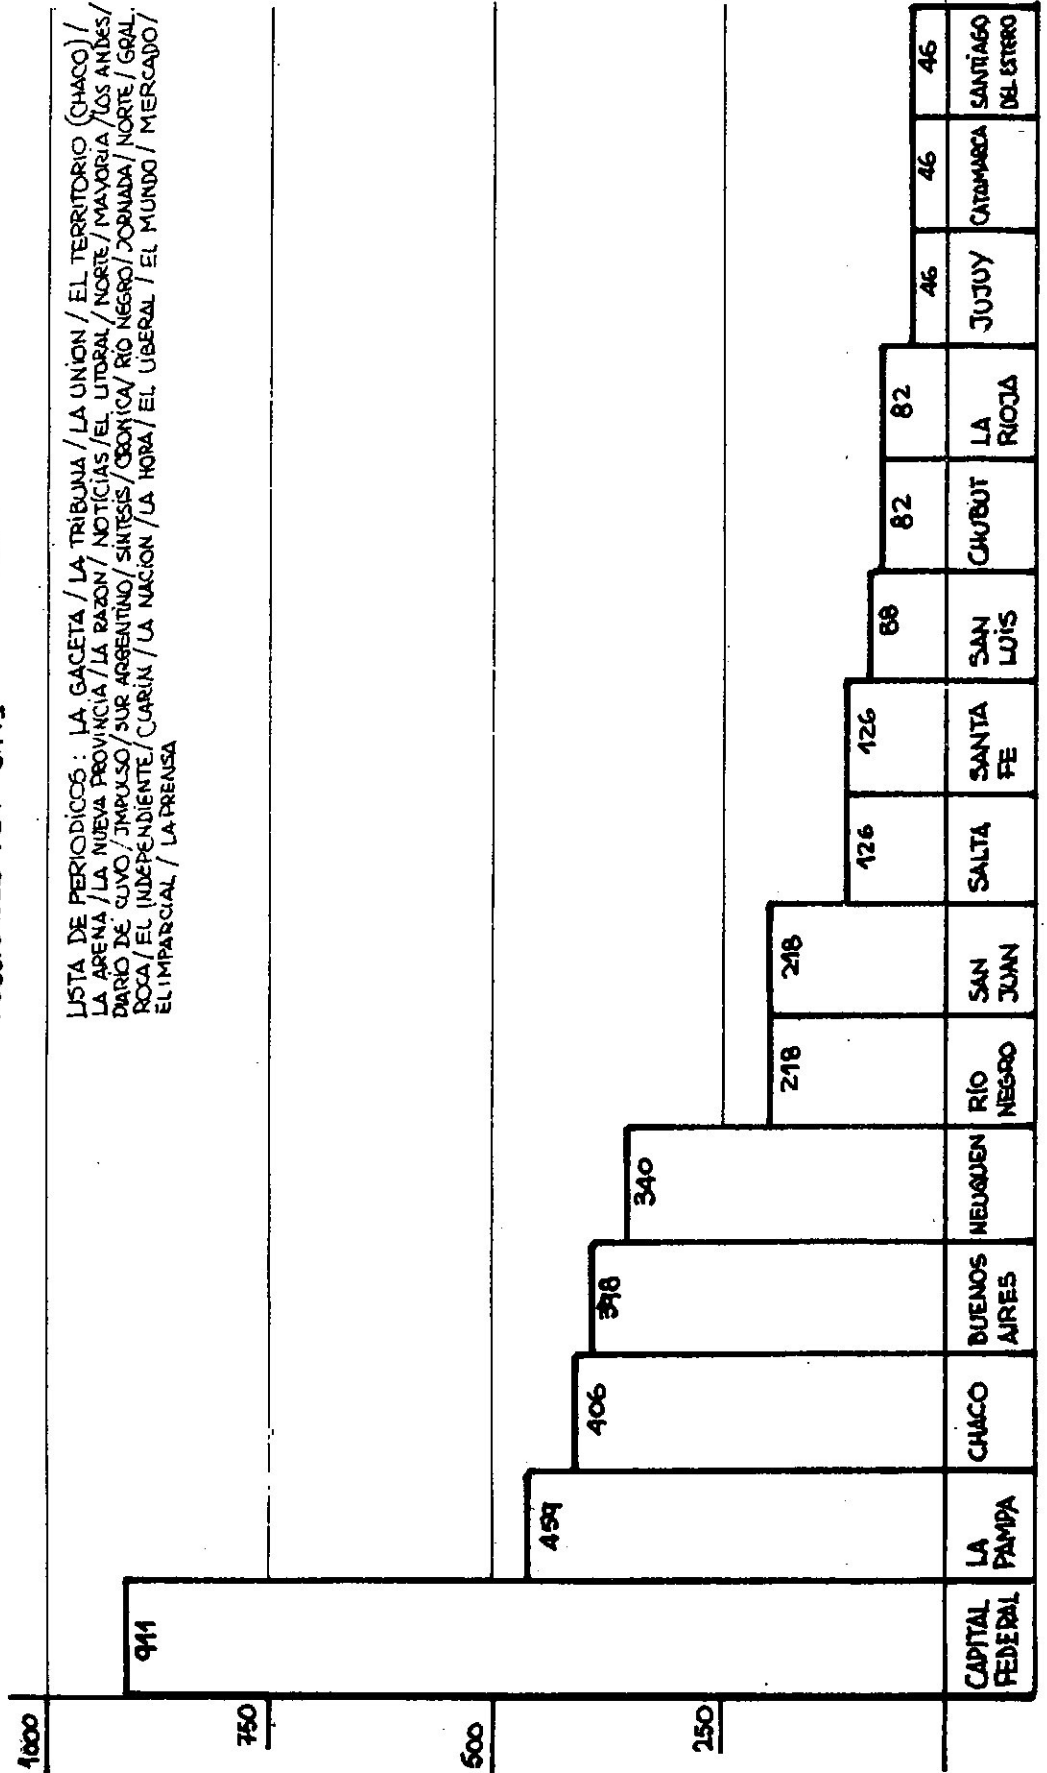 LISTA DE PERIODICOS: LA GACETA / LA TRIBUNA / LA UNION / EL TERRITORIO (CHACO) /
LA ARENA / LA NUEVA PROVINCIA / LA RAZON / NOTICIAS / EL LITORAL / NORTE / MAYORIA / LOS ANDES /
DIARIO DE CUYO / IMPULSO / SUR ARGENTINO / SINTESIS / CRONICA / RIO NEGRO / JORNADA / NORTE / GRAL.
ROCA / EL INDEPENDIENTE / CLARIN / LA NACION / LA HORA / EL LIBERAL / EL MUNDO / MERCADO /
EL IMPARCIAL / LA PRENSA
1000
750
500
250
911
459
406
398
340
218
218
126
126
88
82
82
46
46
46
CAPITAL
FEDERAL
LA
PAMPA
CHACO
BUENOS
AIRES
NEUQUEN
RIO
NEGRO
SAN
JUAN
SALTA
SANTA
FE
SAN
LUIS
CHUBUT
LA
RIOJA
JUJUY
CATAMARCA
SANTIAGO
DEL ESTERO